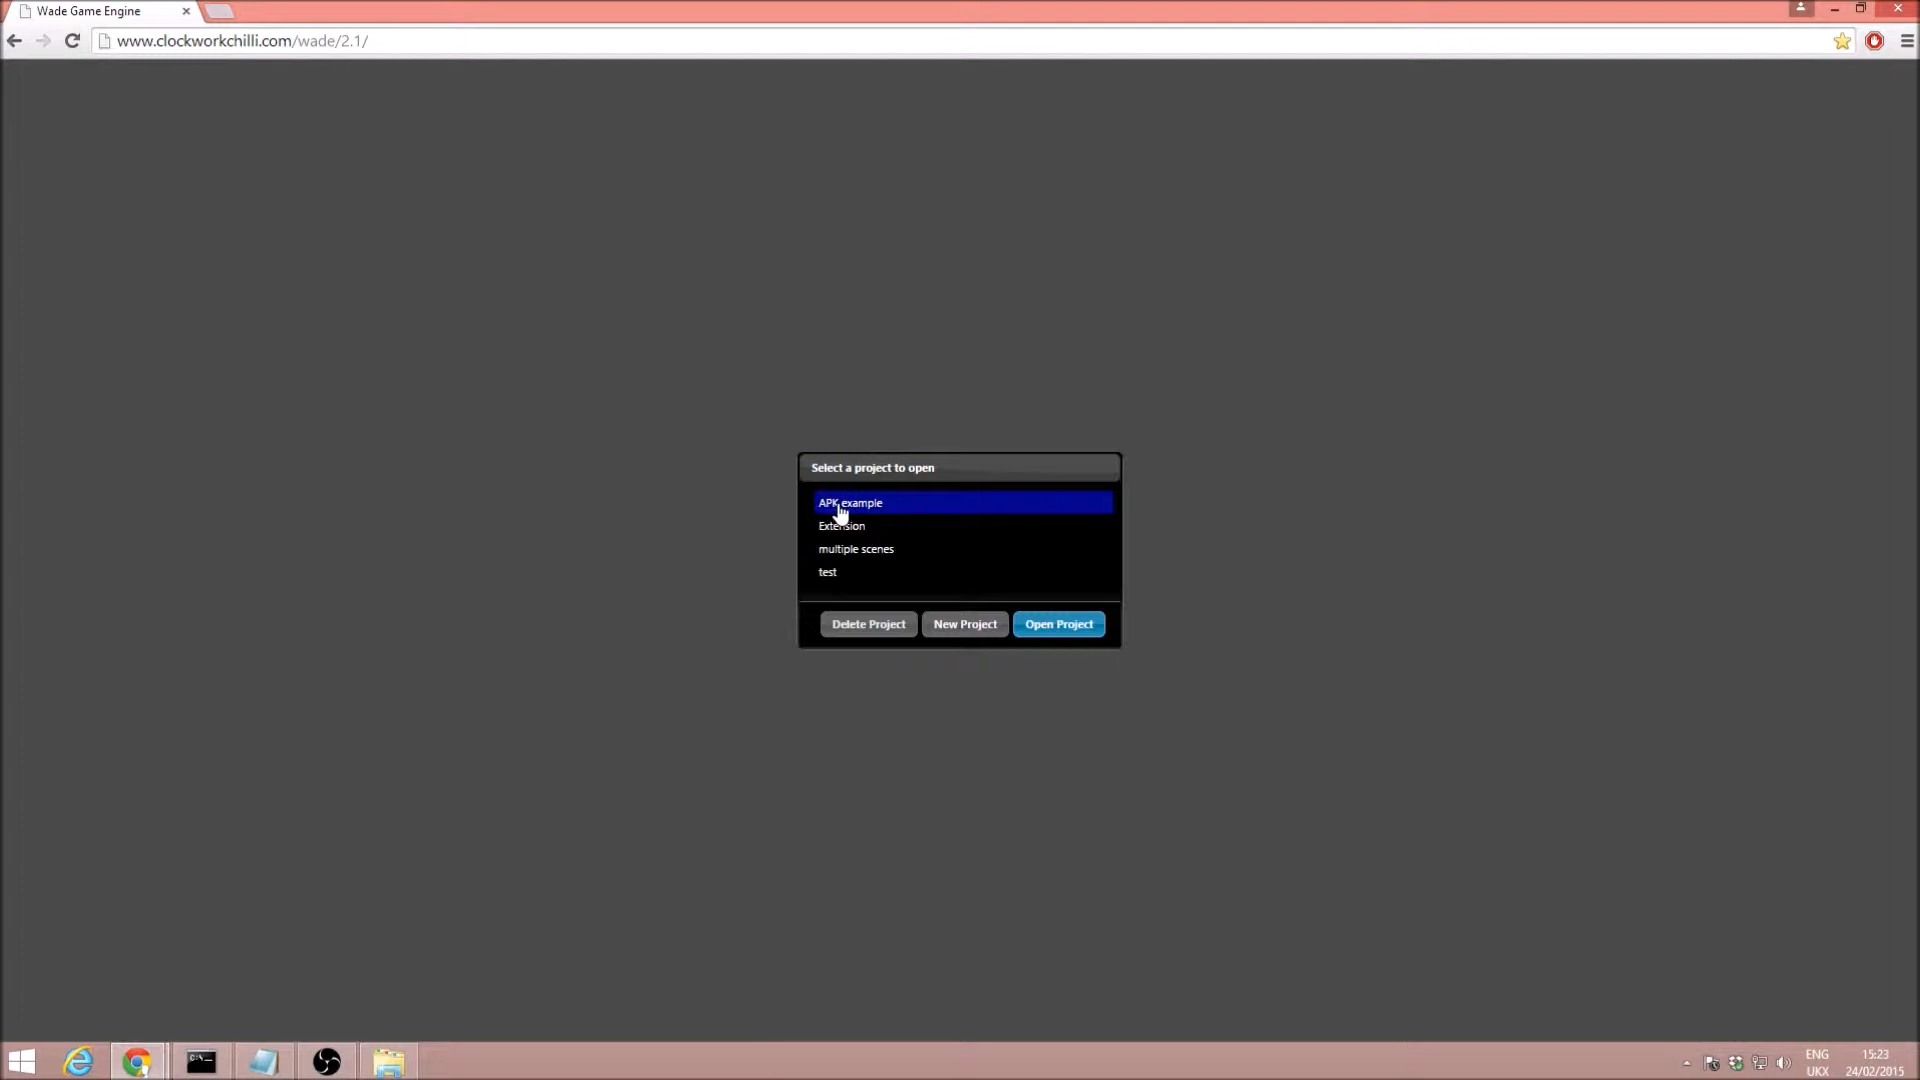 Wade Game Engine
www.clockworkchilli.com/wade/2.1/
Select a project to open
APK example
Extension
multiple scenes
test
Delete Project
New Project
Open Project
C:\
ENG
15:23
UKX
24/02/2015